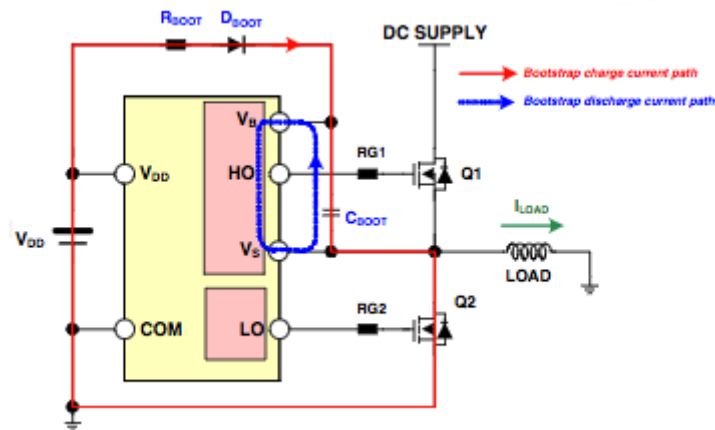 RBOOT DBOOT
DC SUPPLY
Bootstrap charge current path
Bootstrap discharge current path
VB
RG1
VDD
HO
Q1
CBOOT
ILOAD
VDD
VS
LOAD
Q2
RG2
COM
LO